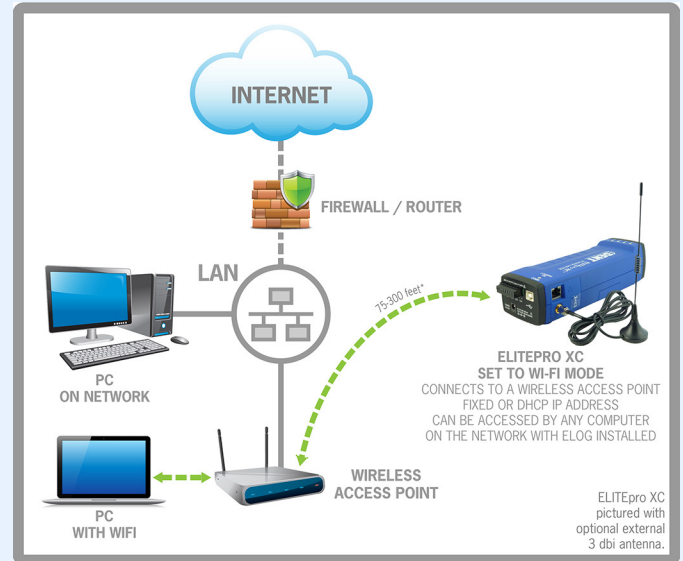 INTERNET
FIREWALL / ROUTER
LAN
75-300 feet*
PC
ON NETWORK
ELITEPRO XC
SET TO WI-FI MODE
CONNECTS TO A WIRELESS ACCESS POINT
FIXED OR DHCP IP ADDRESS
CAN BE ACCESSED BY ANY COMPUTER
ON THE NETWORK WITH ELOG INSTALLED
WIRELESS
ACCESS POINT
PC
WITH WIFI
ELITEpro XC
pictured with
optional external
3 dbi antenna.